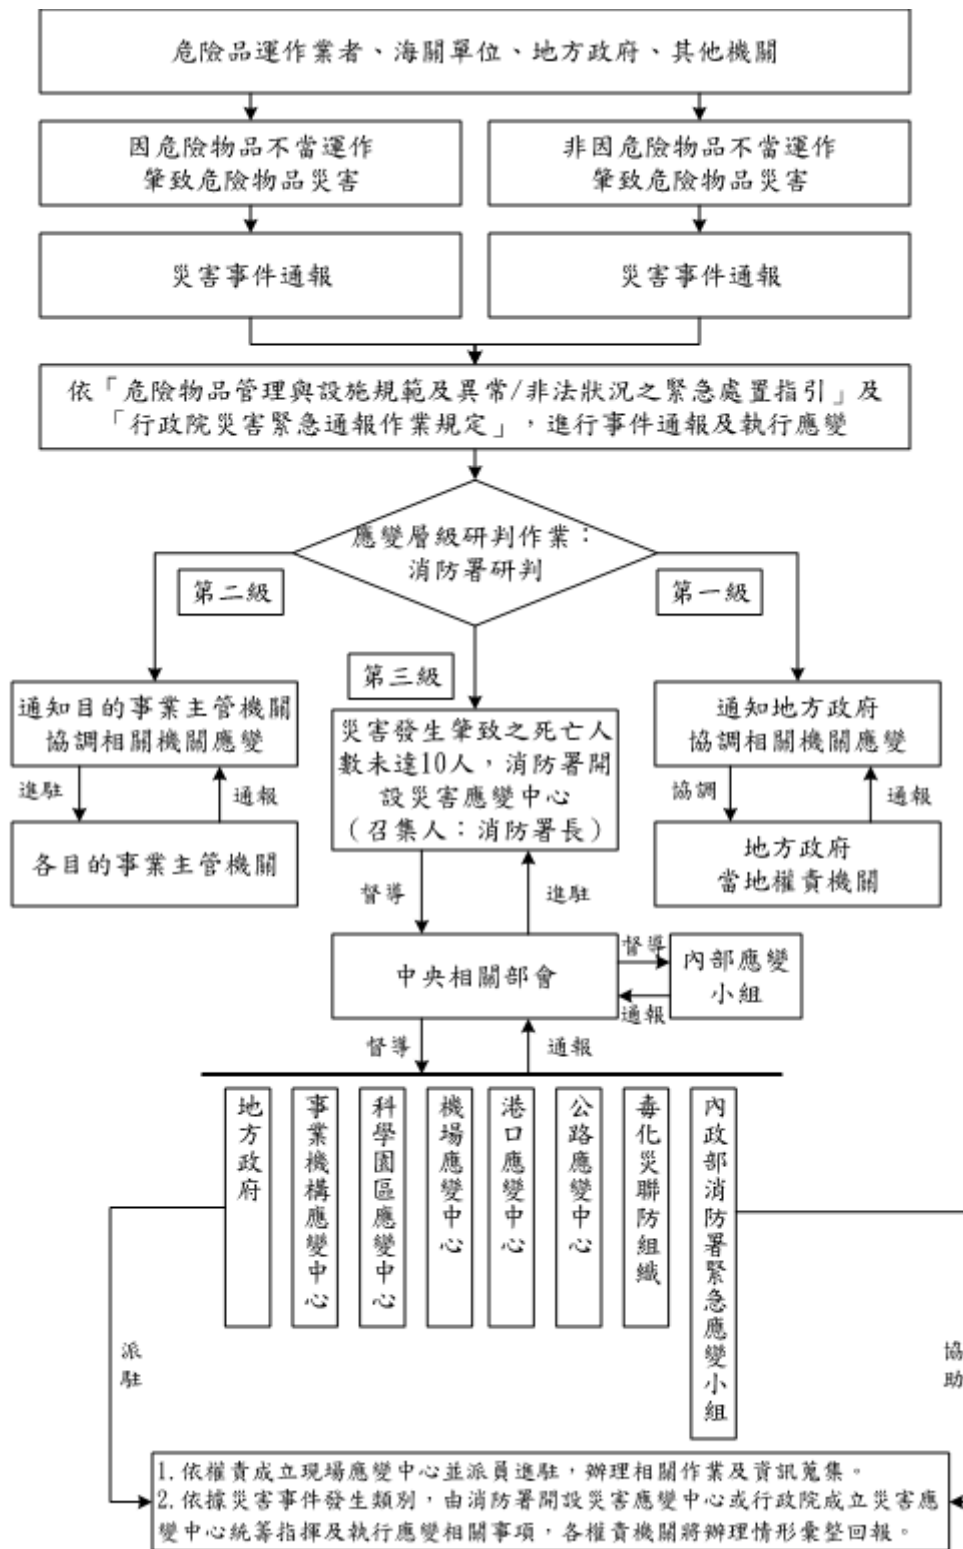 危險品運作業者、海關單位、地方政府、其他機關
因危險物品不當運作
肇致危險物品災害
非因危險物品不當運作
肇致危險物品災害
災害事件通報
災害事件通報
依「危險物品管理與設施規範及異常/非法狀況之緊急處置指引」及
「行政院災害緊急通報作業規定」，進行事件通報及執行應變
應變層級研判作業：
消防署研判
第二級
第一級
第三級
通知目的事業主管機關
協調相關機關應變
災害發生肇致之死亡人
數未達10人，消防署開
設災害應變中心
（召集人：消防署長）
通知地方政府
協調相關機關應變
進駐
通報
協調
通報
各目的事業主管機關
地方政府
當地權責機關
督導
進駐
中央相關部會
督導
通報
內部應變
小組
督導
通報
地方政府
事業機構應變中心
科學園區應變中心
機場應變中心
港口應變中心
公路應變中心
毒化災聯防組織
內政部消防署緊急應變小組
派駐
協助
1.依權責成立現場應變中心並派員進駐，辦理相關作業及資訊蒐集。
2.依據災害事件發生類別，由消防署開設災害應變中心或行政院成立災害應
變中心統籌指揮及執行應變相關事項，各權責機關將辦理情形彙整回報。